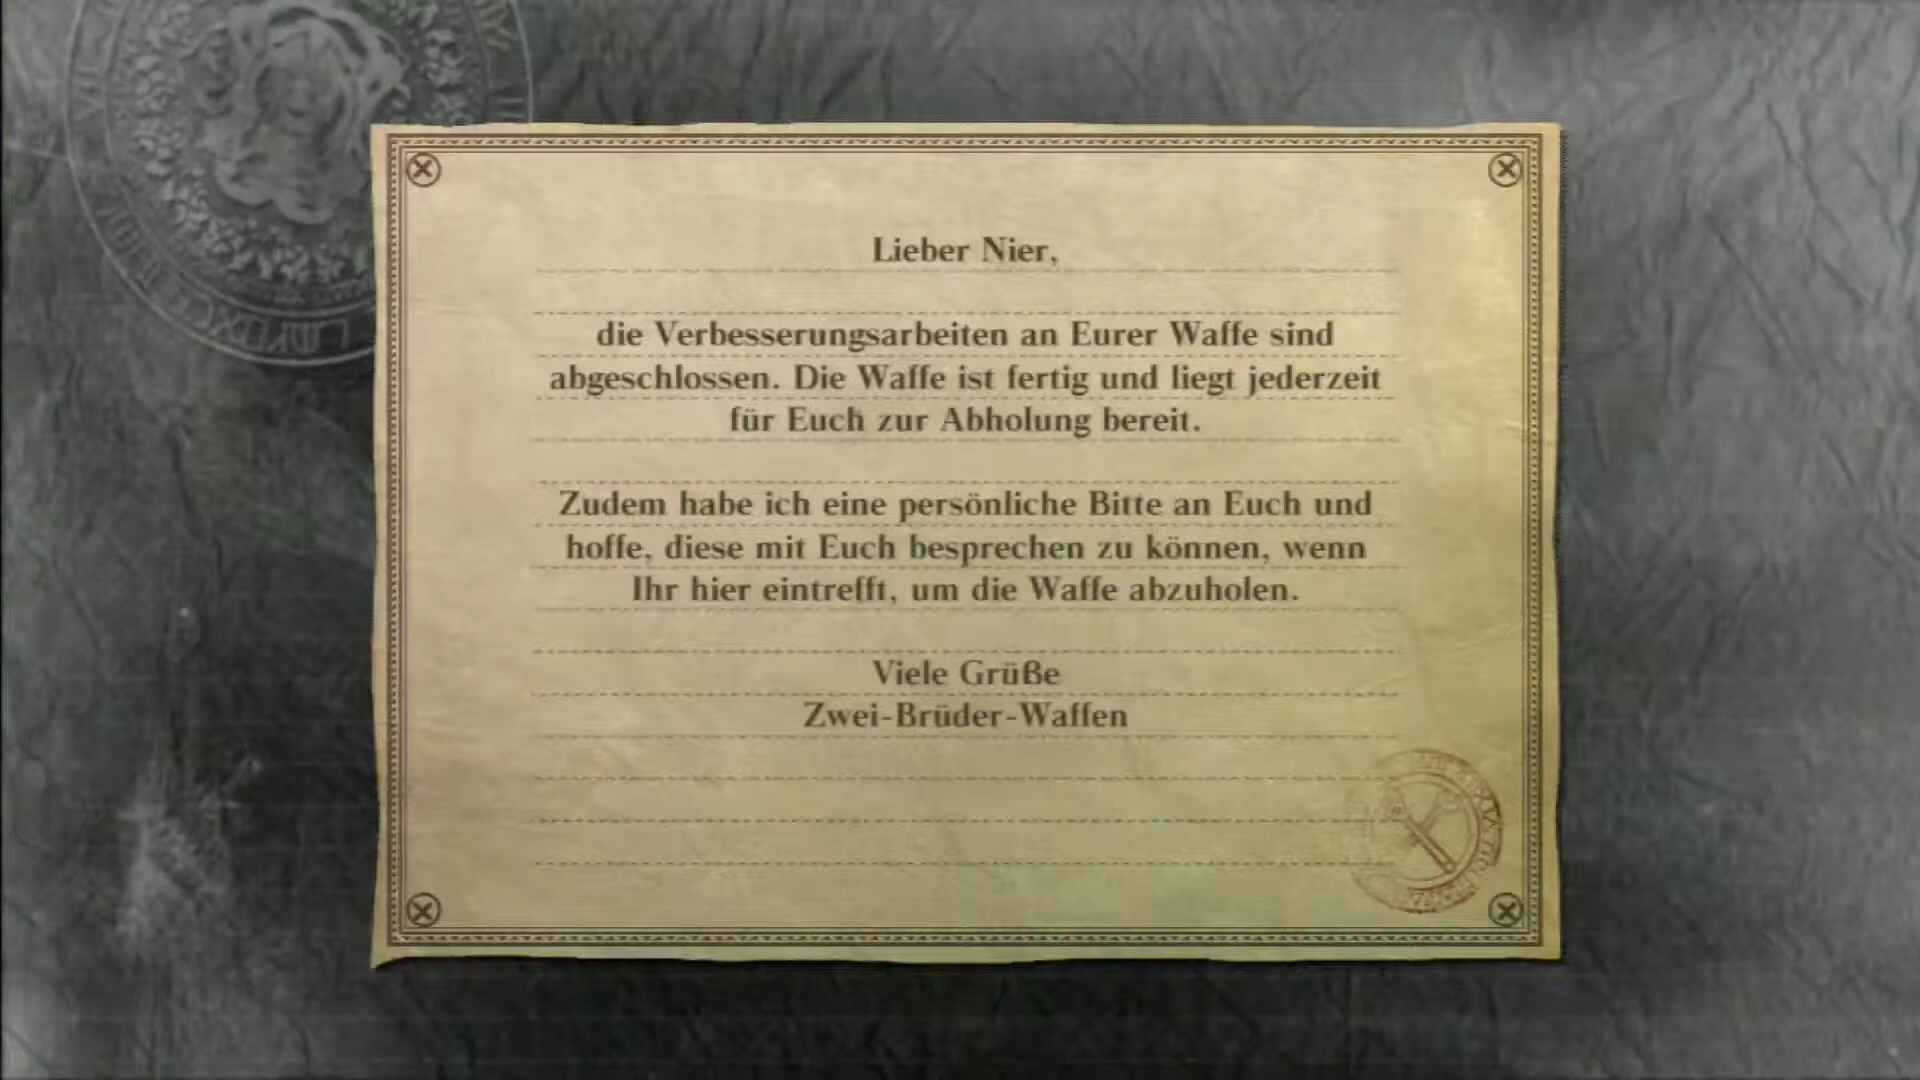 Lieber Nier,
die Verbesserungsarbeiten an Eurer Waffe sind
abgeschlossen. Die Waffe ist fertig und liegt jederzeit
für Euch zur Abholung bereit.
Zudem habe ich eine persönliche Bitte an Euch und
hoffe, diese mit Euch besprechen zu können, wenn
Ihr hier eintrefft, um die Waffe abzuholen.
Viele Grüße
Zwei-Brüder-Waffen